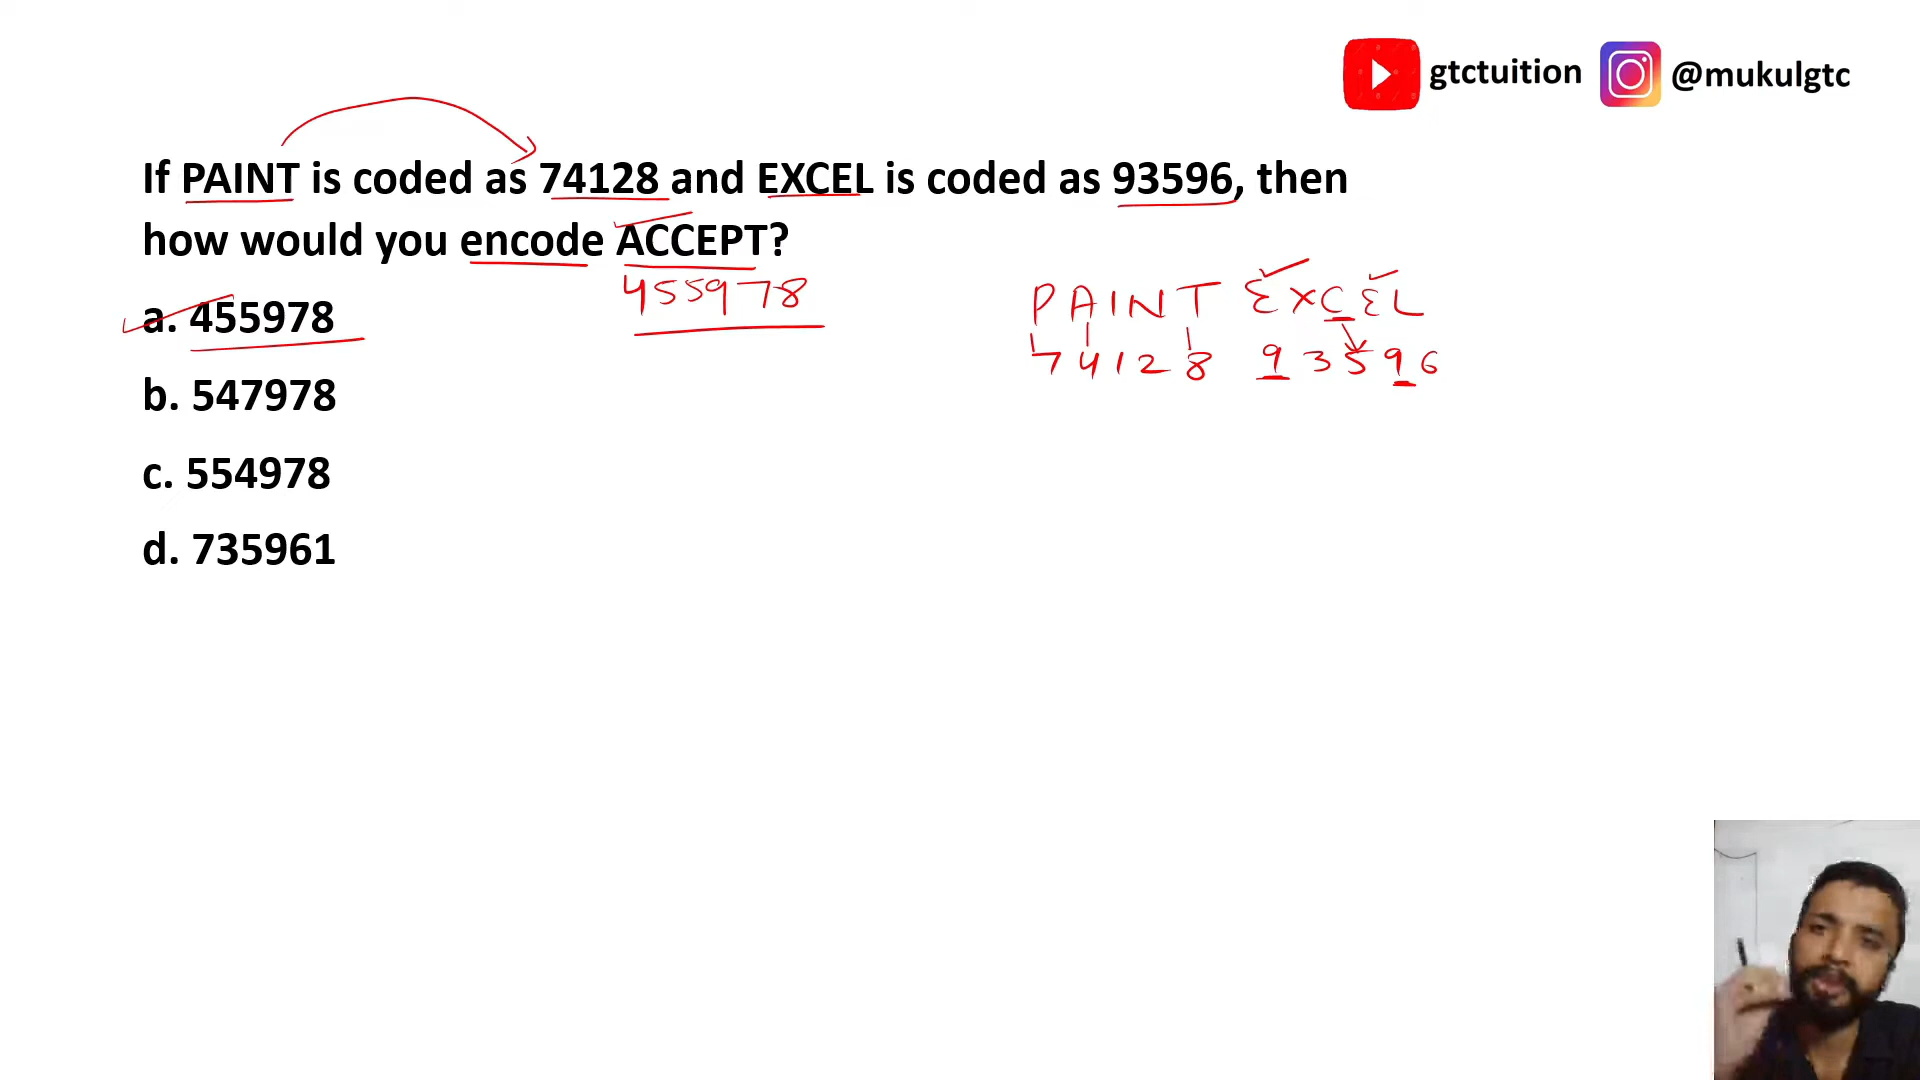 gtctuition @mukulgtc
If PAINT is coded as 74128 and EXCEL is coded as 93596, then
how would you encode ACCEPT?
455978
a. 455978
b. 547978
c. 554978
d. 735961
PAINT EXCEL
74128 93596